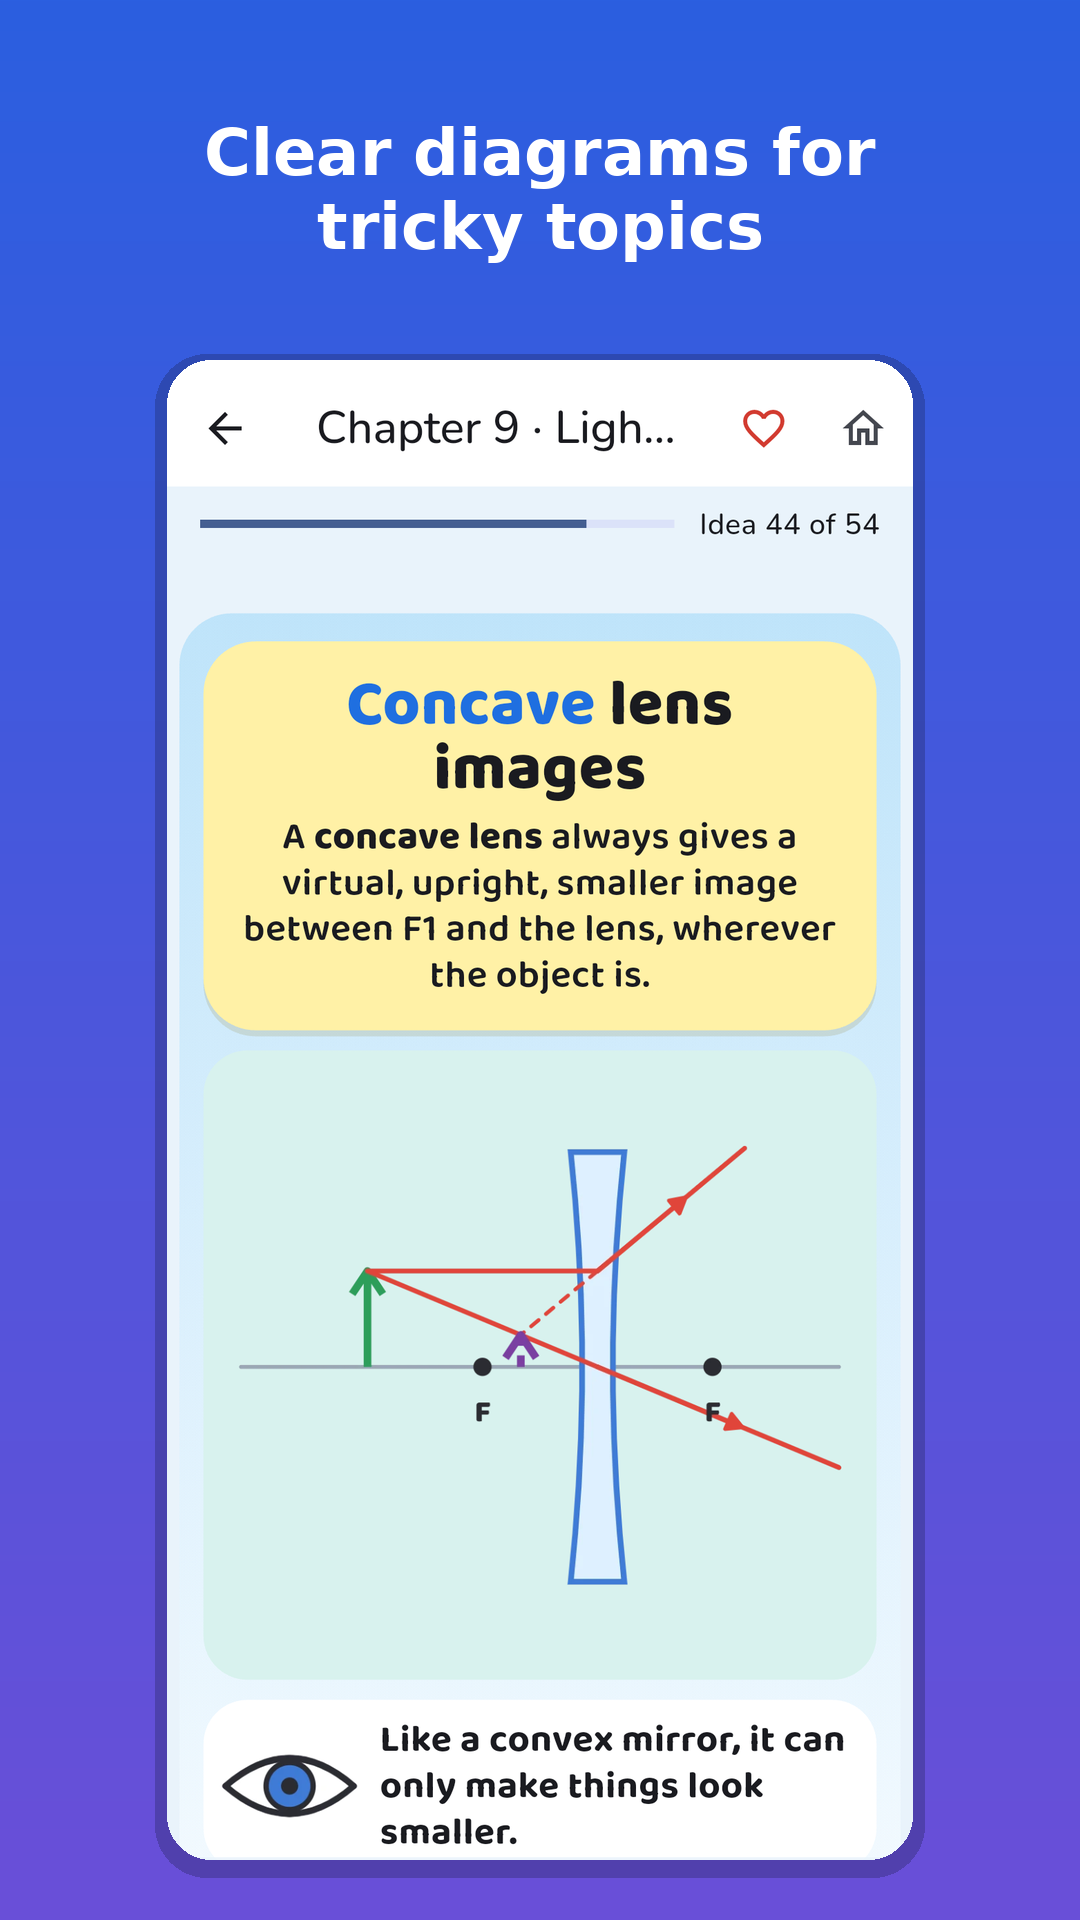 Clear diagrams for
tricky topics
Chapter 9 · Ligh...
Idea 44 of 54
Concave lens
images
A concave lens always gives a
virtual, upright, smaller image
between F1 and the lens, wherever
the object is.
F
F
Like a convex mirror, it can
only make things look
smaller.